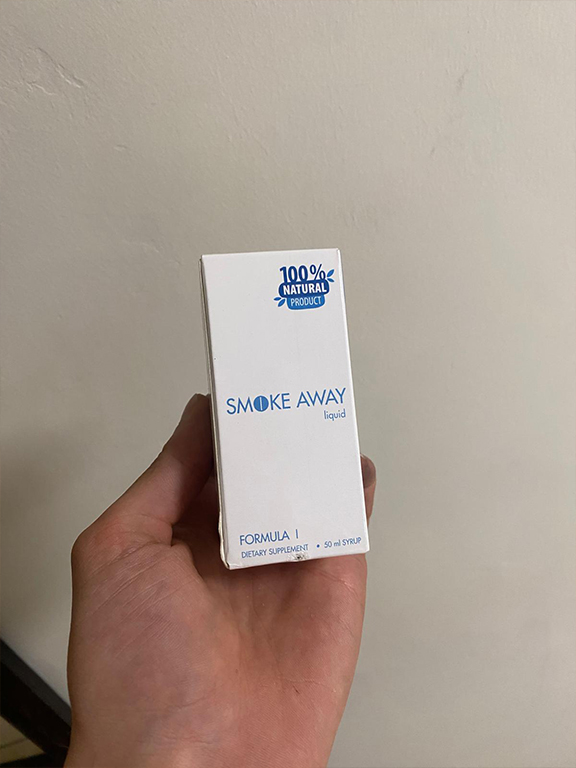 100%
NATURAL
PRODUCT
SMOKE AWAY
liquid
FORMULA I
DIETARY SUPPLEMENT • 50 ml SYRUP